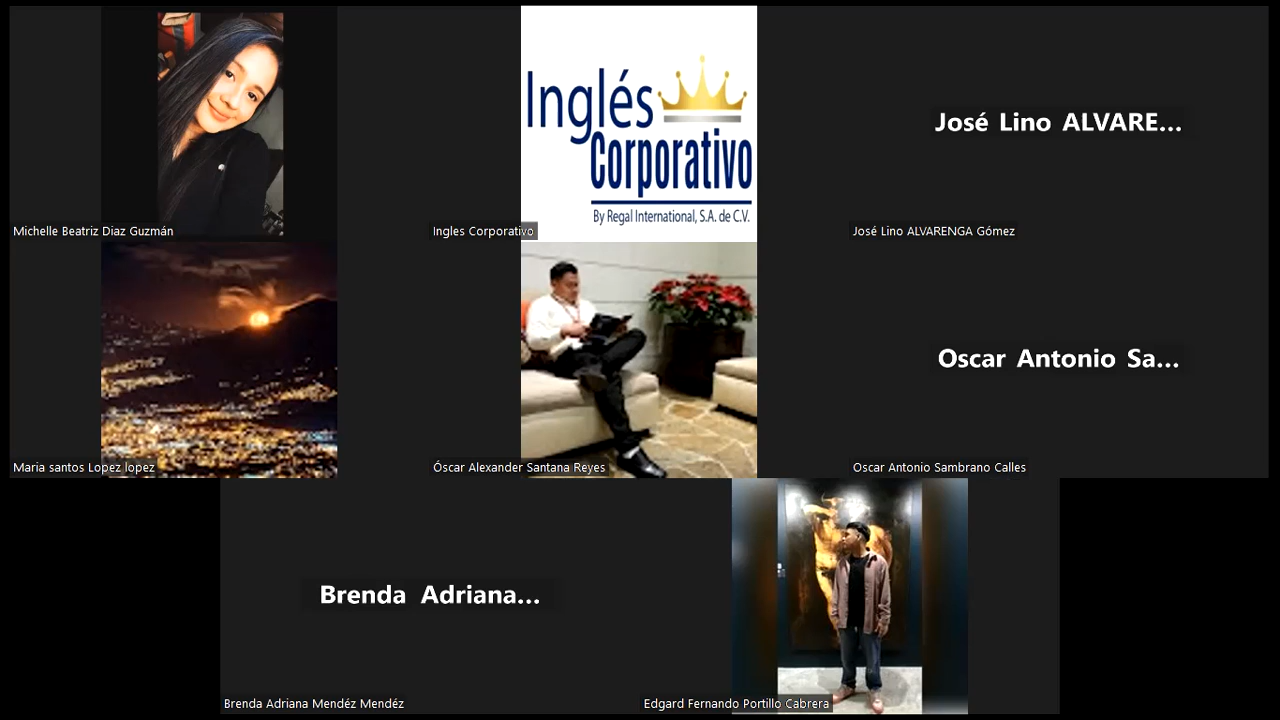 Inglés
Corporativo
By Regal International, S.A. de C.V.
José Lino ALVARE...
Michelle Beatriz Diaz Guzmán
Ingles Corporativo
José Lino ALVARENGA Gómez
Oscar Antonio Sa...
Maria santos Lopez lopez
Óscar Alexander Santana Reyes
Oscar Antonio Sambrano Calles
Brenda Adriana...
Brenda Adriana Mendéz Mendéz
Edgard Fernando Portillo Cabrera